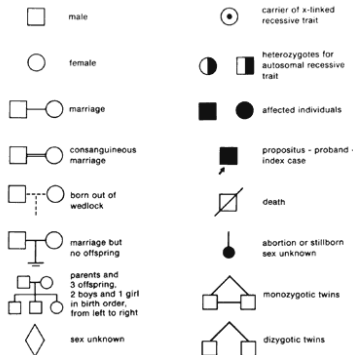 male
female
marriage
consanguineous
marriage
born out of
wedlock
marriage but
no offspring
parents and
3 offspring,
2 boys and 1 girl
in birth order,
from left to right
sex unknown
carrier of x-linked
recessive trait
heterozygotes for
autosomal recessive
trait
affected individuals
propositus - proband -
index case
death
abortion or stillborn
sex unknown
monozygotic twins
dizygotic twins